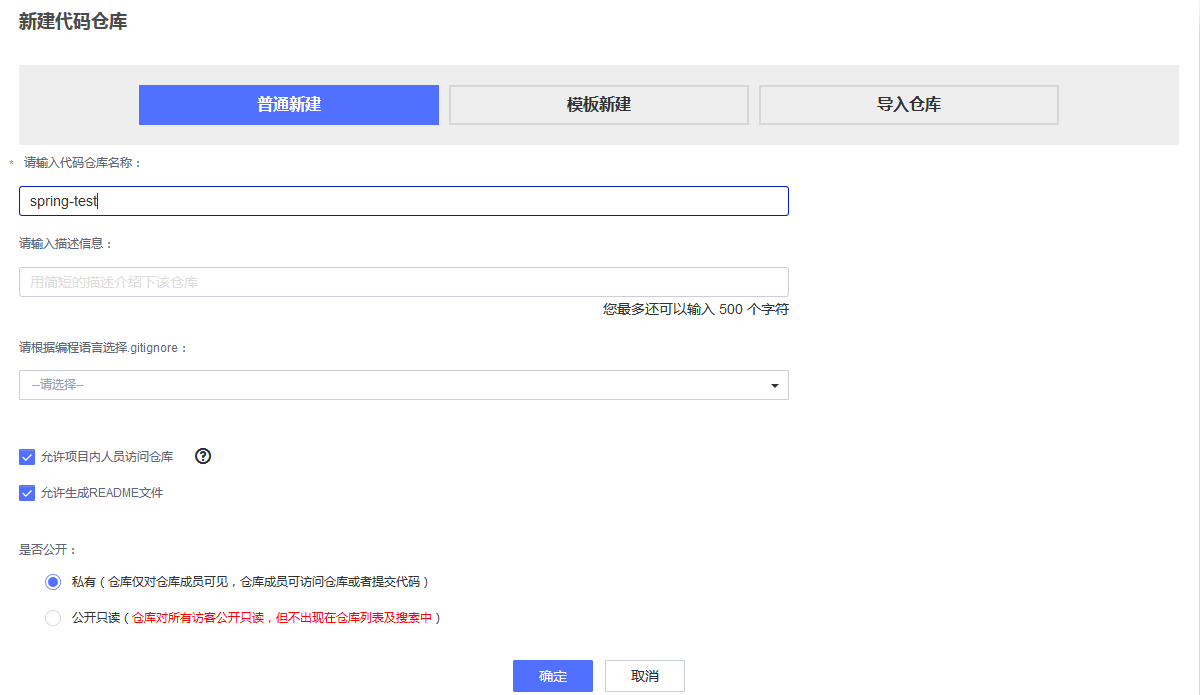 新建代码仓库
普通新建 模板新建 导入仓库
* 请输入代码仓库名称：
spring-test
请输入描述信息：
用简短的描述介绍下该仓库
您最多还可以输入 500 个字符
请根据编程语言选择.gitignore：
--请选择--
允许项目内人员访问仓库 ?
允许生成README文件
是否公开：
私有（仓库仅对仓库成员可见，仓库成员可访问仓库或者提交代码）
公开只读（仓库对所有访客公开只读，但不出现在仓库列表及搜索中）
确定 取消